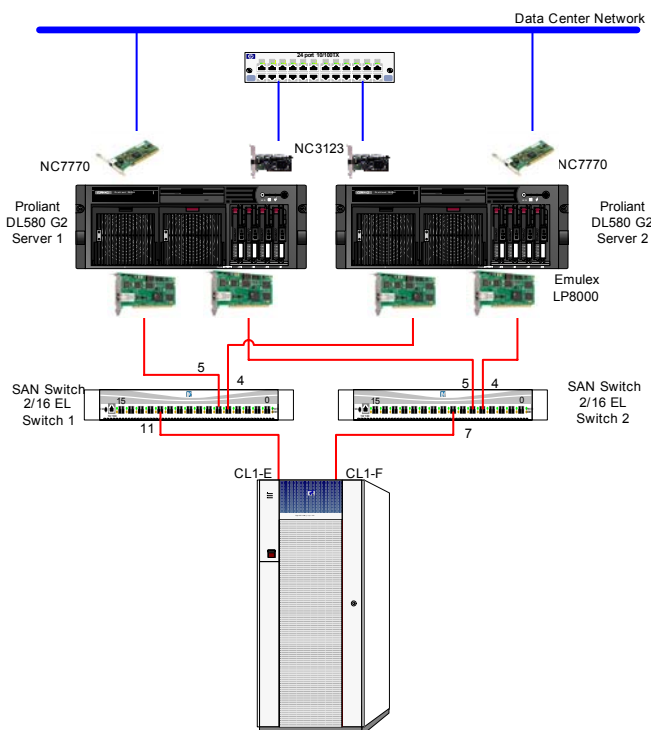 Data Center Network
24 port 10/100TX
NC7770
NC3123
NC7770
Proliant
DL580 G2
Server 1
Proliant
DL580 G2
Server 2
Emulex
LP8000
5
4
5
4
SAN Switch
2/16 EL
Switch 1
15
0
15
0
SAN Switch
2/16 EL
Switch 2
11
7
CL1-E
CL1-F